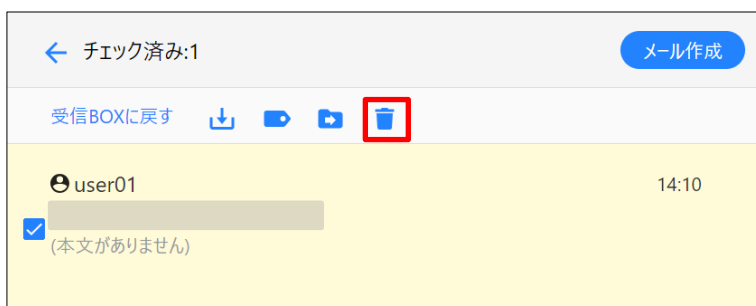 チェック済み:1
メール作成
受信BOXに戻す
user01
14:10
(本文がありません)